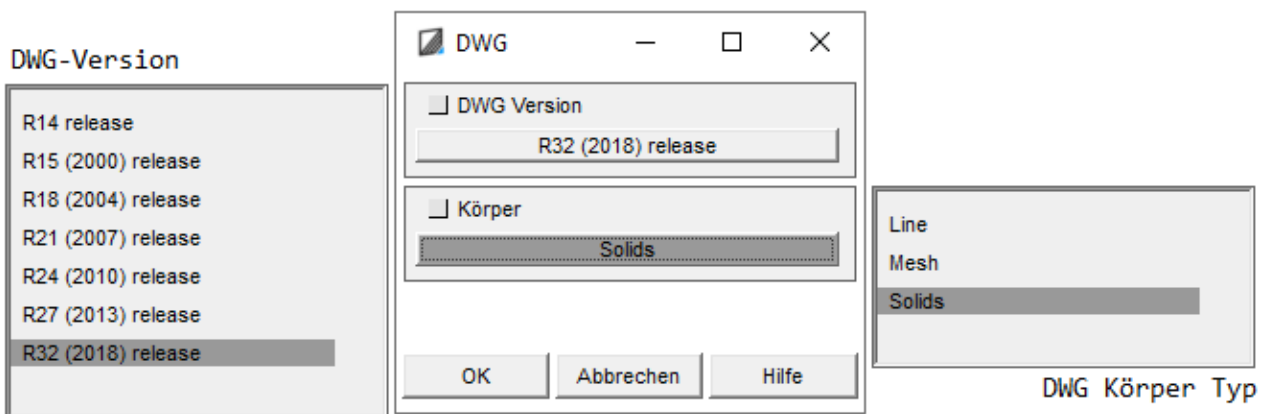 DWG-Version
R14 release
R15 (2000) release
R18 (2004) release
R21 (2007) release
R24 (2010) release
R27 (2013) release
R32 (2018) release
DWG
DWG Version
R32 (2018) release
Körper
Solids
OK
Abbrechen
Hilfe
Line
Mesh
Solids
DWG Körper Typ